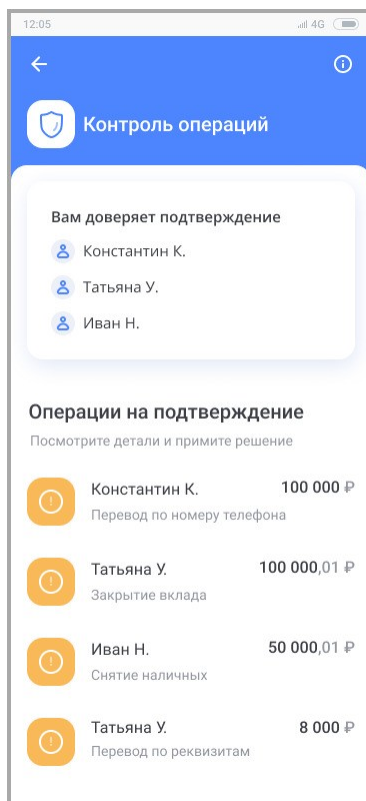 12:05
4G
Контроль операций
Вам доверяет подтверждение
Константин К.
Татьяна У.
Иван Н.
Операции на подтверждение
Посмотрите детали и примите решение
Константин К. 100 000 ₽
Перевод по номеру телефона
Татьяна У. 100 000,01 ₽
Закрытие вклада
Иван Н. 50 000,01 ₽
Снятие наличных
Татьяна У. 8 000 ₽
Перевод по реквизитам